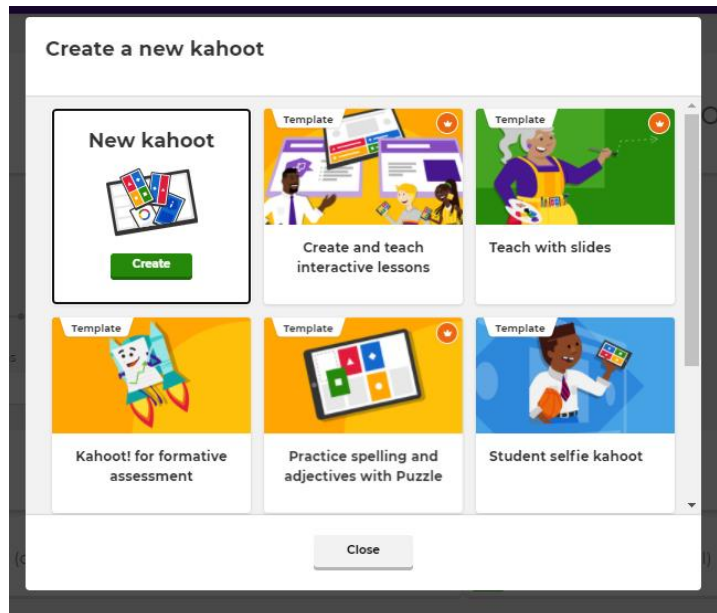 Create a new kahoot
New kahoot
Create
Template
Create and teach
interactive lessons
Template
Teach with slides
Template
Kahoot! for formative
assessment
Template
Practice spelling and
adjectives with Puzzle
Template
Student selfie kahoot
Close